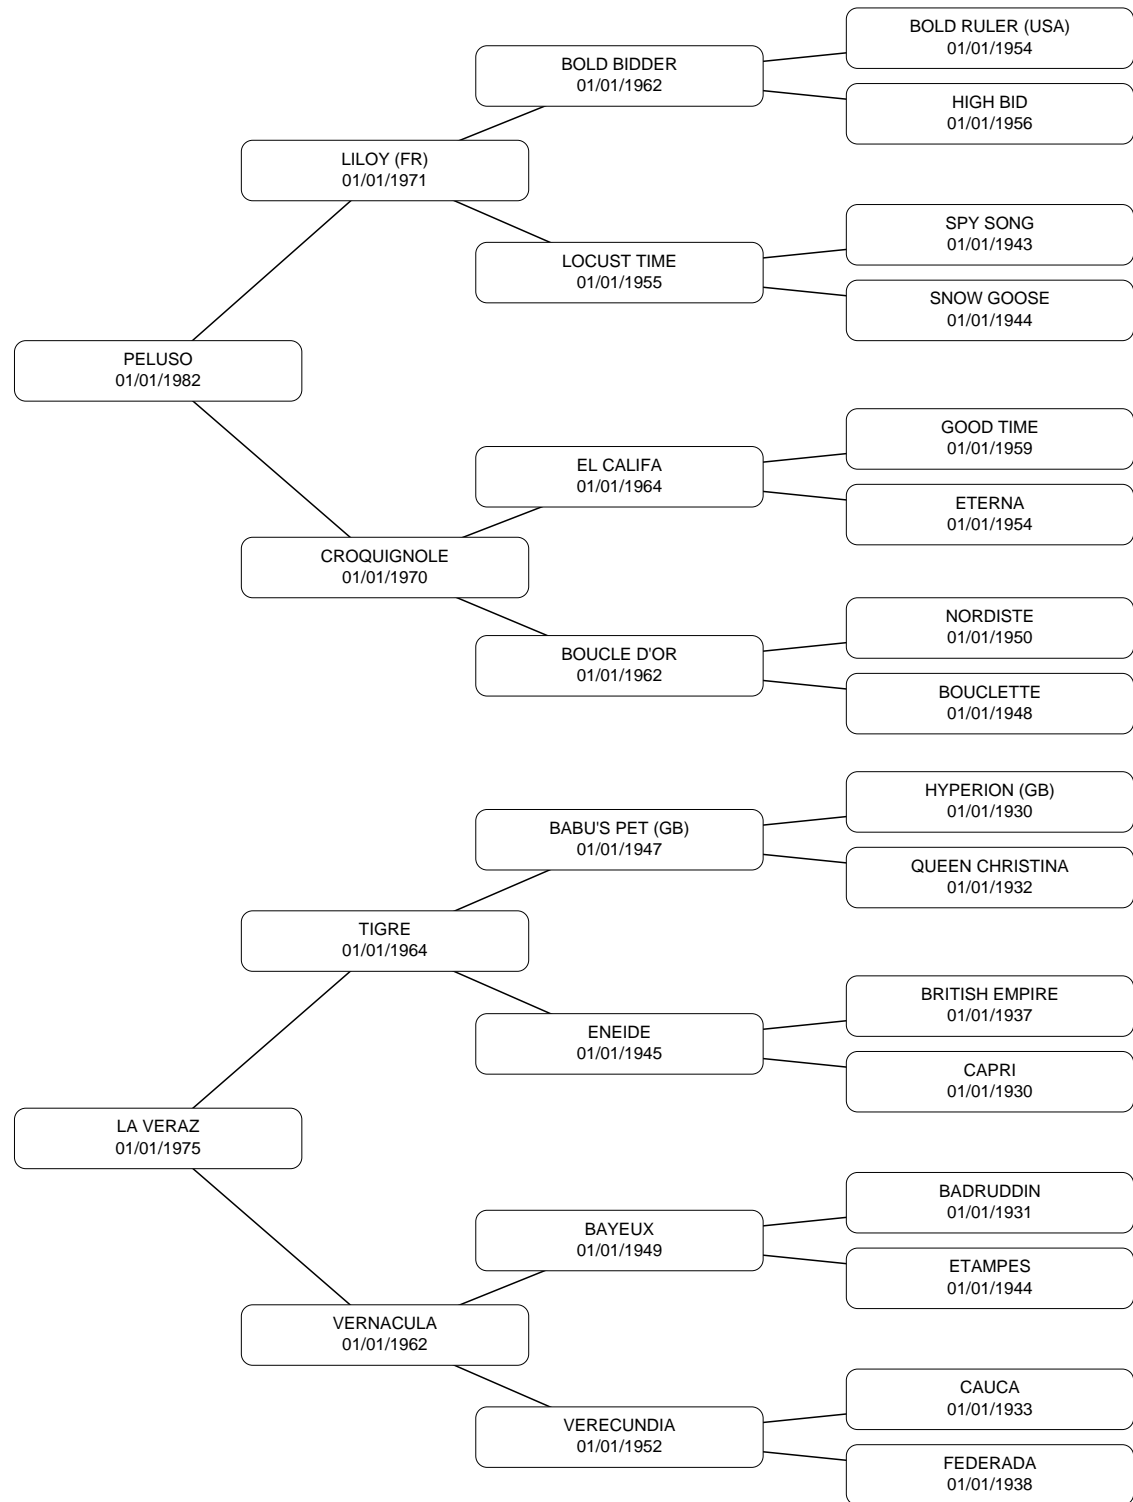 BOLD RULER (USA)
01/01/1954
BOLD BIDDER
01/01/1962
HIGH BID
01/01/1956
LILOY (FR)
01/01/1971
SPY SONG
01/01/1943
LOCUST TIME
01/01/1955
SNOW GOOSE
01/01/1944
PELUSO
01/01/1982
GOOD TIME
01/01/1959
EL CALIFA
01/01/1964
ETERNA
01/01/1954
CROQUIGNOLE
01/01/1970
NORDISTE
01/01/1950
BOUCLE D'OR
01/01/1962
BOUCLETTE
01/01/1948
HYPERION (GB)
01/01/1930
BABU'S PET (GB)
01/01/1947
QUEEN CHRISTINA
01/01/1932
TIGRE
01/01/1964
BRITISH EMPIRE
01/01/1937
ENEIDE
01/01/1945
CAPRI
01/01/1930
LA VERAZ
01/01/1975
BADRUDDIN
01/01/1931
BAYEUX
01/01/1949
ETAMPES
01/01/1944
VERNACULA
01/01/1962
CAUCA
01/01/1933
VERECUNDIA
01/01/1952
FEDERADA
01/01/1938